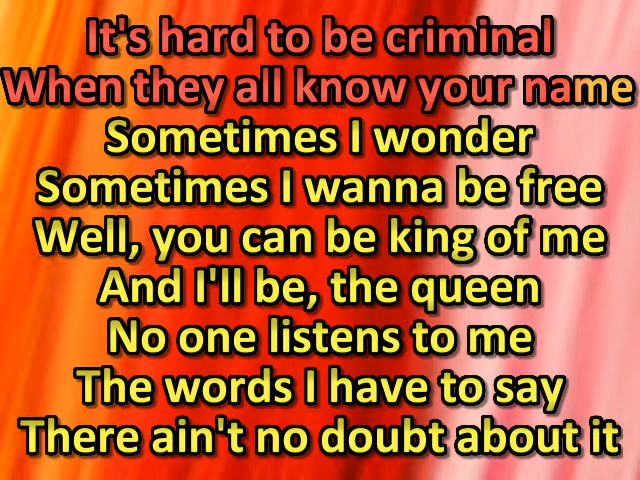 It's hard to be criminal
When they all know your name
Sometimes I wonder
Sometimes I wanna be free
Well, you can be king of me
And I'll be, the queen
No one listens to me
The words I have to say
There ain't no doubt about it